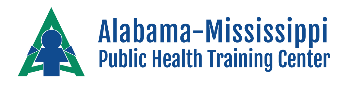 Alabama-Mississippi
Public Health Training Center